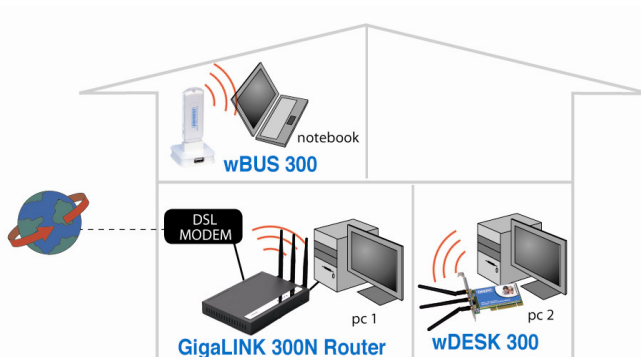 notebook
wBUS 300
DSL
MODEM
pc 1
GigaLINK 300N Router
pc 2
wDESK 300